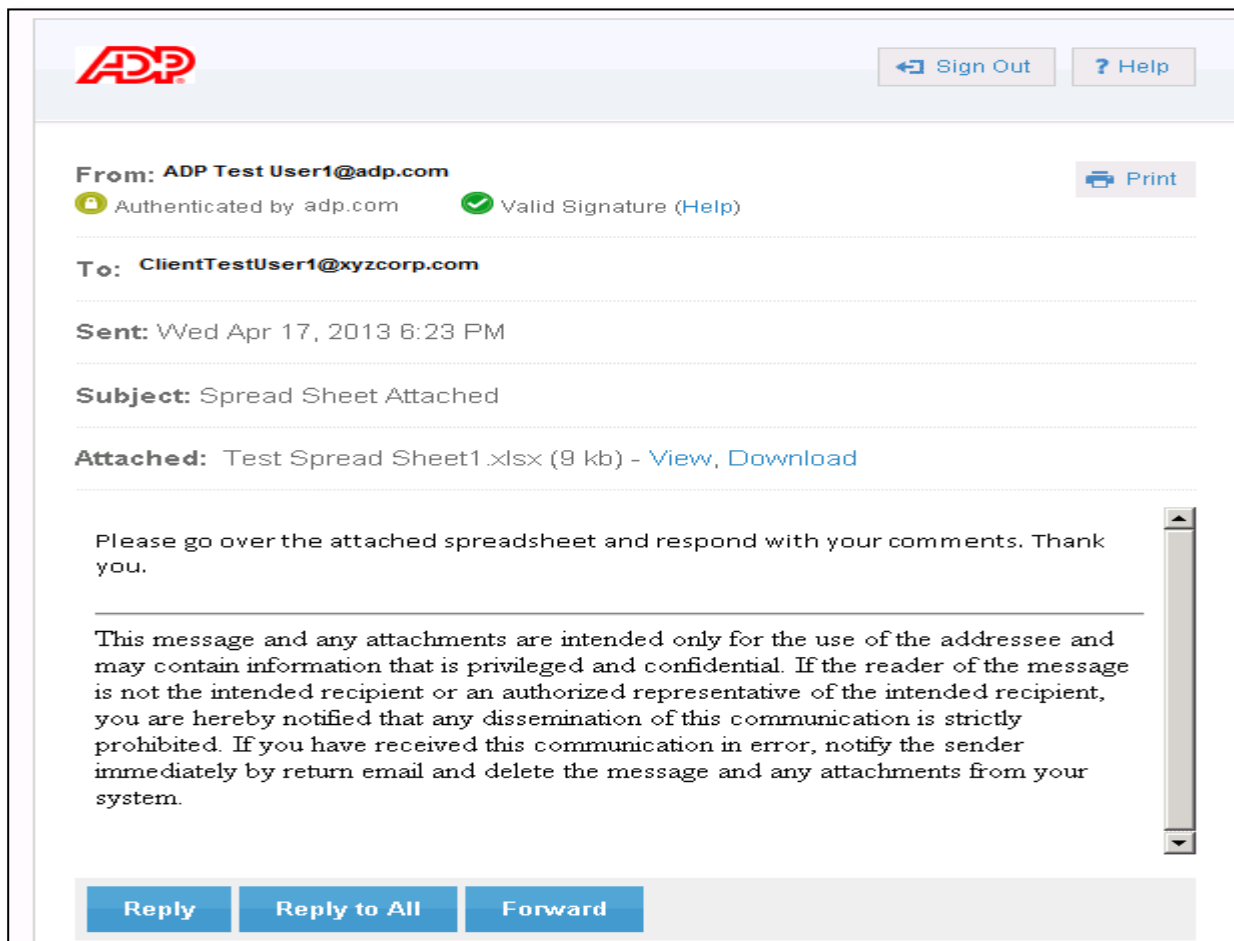 ADP
Sign Out
? Help
From: ADP Test User1@adp.com
Print
Authenticated by adp.com Valid Signature (Help)
To: ClientTestUser1@xyzcorp.com
Sent: Wed Apr 17, 2013 6:23 PM
Subject: Spread Sheet Attached
Attached: Test Spread Sheet1.xlsx (9 kb) - View, Download
Please go over the attached spreadsheet and respond with your comments. Thank
you.
This message and any attachments are intended only for the use of the addressee and
may contain information that is privileged and confidential. If the reader of the message
is not the intended recipient or an authorized representative of the intended recipient,
you are hereby notified that any dissemination of this communication is strictly
prohibited. If you have received this communication in error, notify the sender
immediately by return email and delete the message and any attachments from your
system.
Reply
Reply to All
Forward